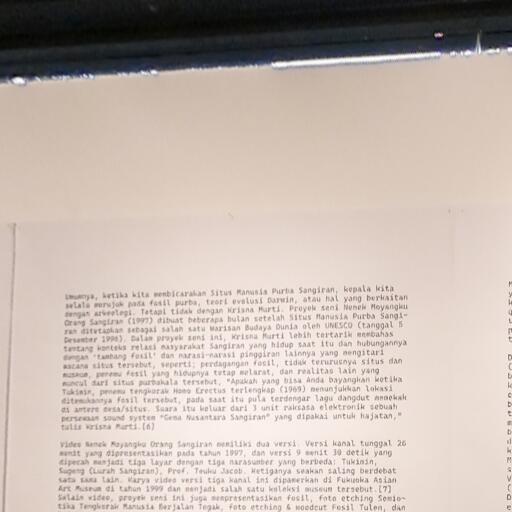 Umumnya, ketika kita membicarakan Situs Manusia Purba Sangiran, kepala kita
selalu merujuk pada fosil purba, teori evolusi Darwin, atau hal yang berkaitan
dengan arkeologi. Tetapi tidak dengan Krisna Murti. Proyek seni Nenek Moyangku
Orang Sangiran (1997) dibuat beberapa bulan setelah Situs Manusia Purba Sangi-
ran ditetapkan sebagai salah satu Warisan Budaya Dunia oleh UNESCO (tanggal 5
Desember 1996). Dalam proyek seni ini, Krisna Murti lebih tertarik membahas
tentang konteks relasi masyarakat Sangiran yang hidup saat itu dan hubungannya
dengan 'tambang fosil' dan narasi-narasi pinggiran lainnya yang mengitari
wacana situs tersebut, seperti; perdagangan fosil, tidak terurusnya situs dan
museum, penemu fosil yang hidupnya tetap melarat, dan realitas lain yang
muncul dari situs purbakala tersebut, "Apakah yang bisa Anda bayangkan ketika
Tukimin, penemu tengkorak Homo Erectus terlengkap (1969) menunjukkan lokasi
ditemukannya fosil tersebut, pada saat itu pula terdengar lagu dangdut menekah
di antero desa/situs. Suara itu keluar dari 3 unit raksasa elektronik sebuah
persewaan sound system "Gema Nusantara Sangiran" yang dipakai untuk hajatan,"
tulis Krisna Murti.[6]
Video Nenek Moyangku Orang Sangiran memiliki dua versi. Versi kanal tunggal 26
menit yang dipresentasikan pada tahun 1997, dan versi 9 menit 30 detik yang
dipecah menjadi tiga layar dengan tiga narasumber yang berbeda: Tukimin,
Sugeng (Lurah Sangiran), Prof. Teuku Jacob. Ketiganya seakan saling berdebat
satu sama lain. Karya video versi tiga kanal ini dipamerkan di Fukuoka Asian
Art Museum di tahun 1999 dan menjadi salah satu koleksi museum tersebut.[7]
Selain video, proyek seni ini juga mempresentasikan fosil, foto etching Semio-
tika Tengkorak Manusia Berjalan Tegak, foto etching & woodcut Fosil Tulen, dan